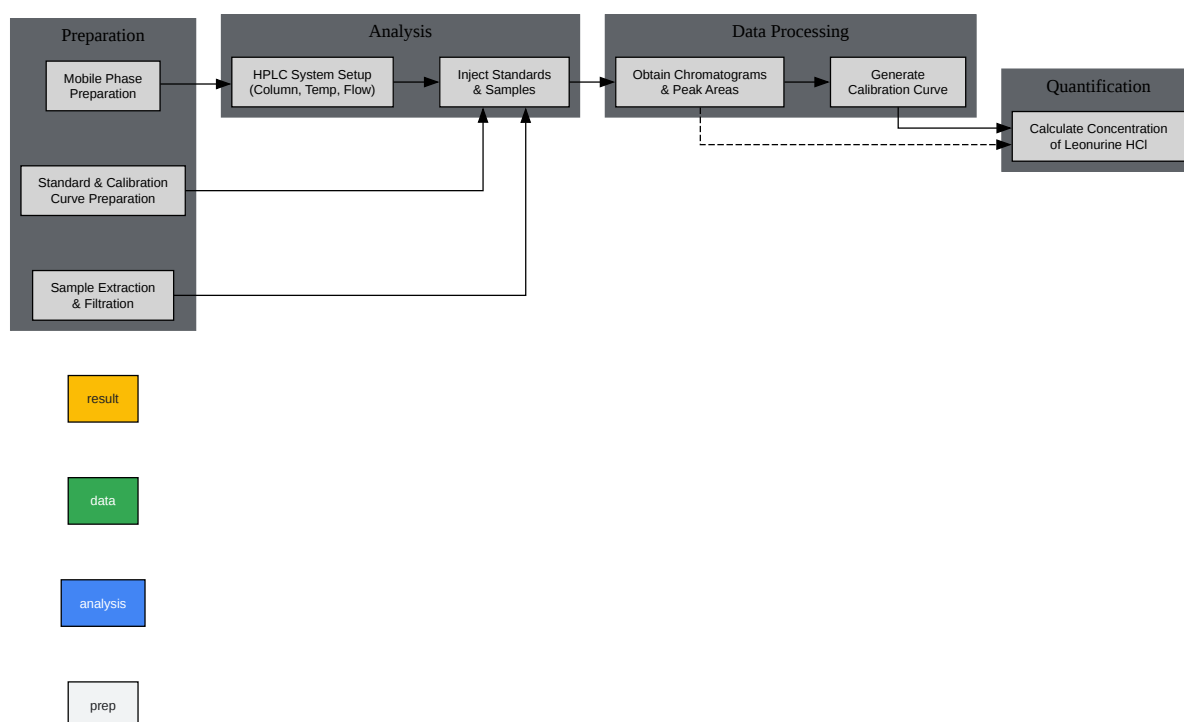 Preparation
Mobile Phase
Preparation
Standard & Calibration
Curve Preparation
Sample Extraction
& Filtration
Analysis
HPLC System Setup
(Column, Temp, Flow)
Inject Standards
& Samples
Data Processing
Obtain Chromatograms
& Peak Areas
Generate
Calibration Curve
Quantification
Calculate Concentration
of Leonurine HCl
result
data
analysis
prep